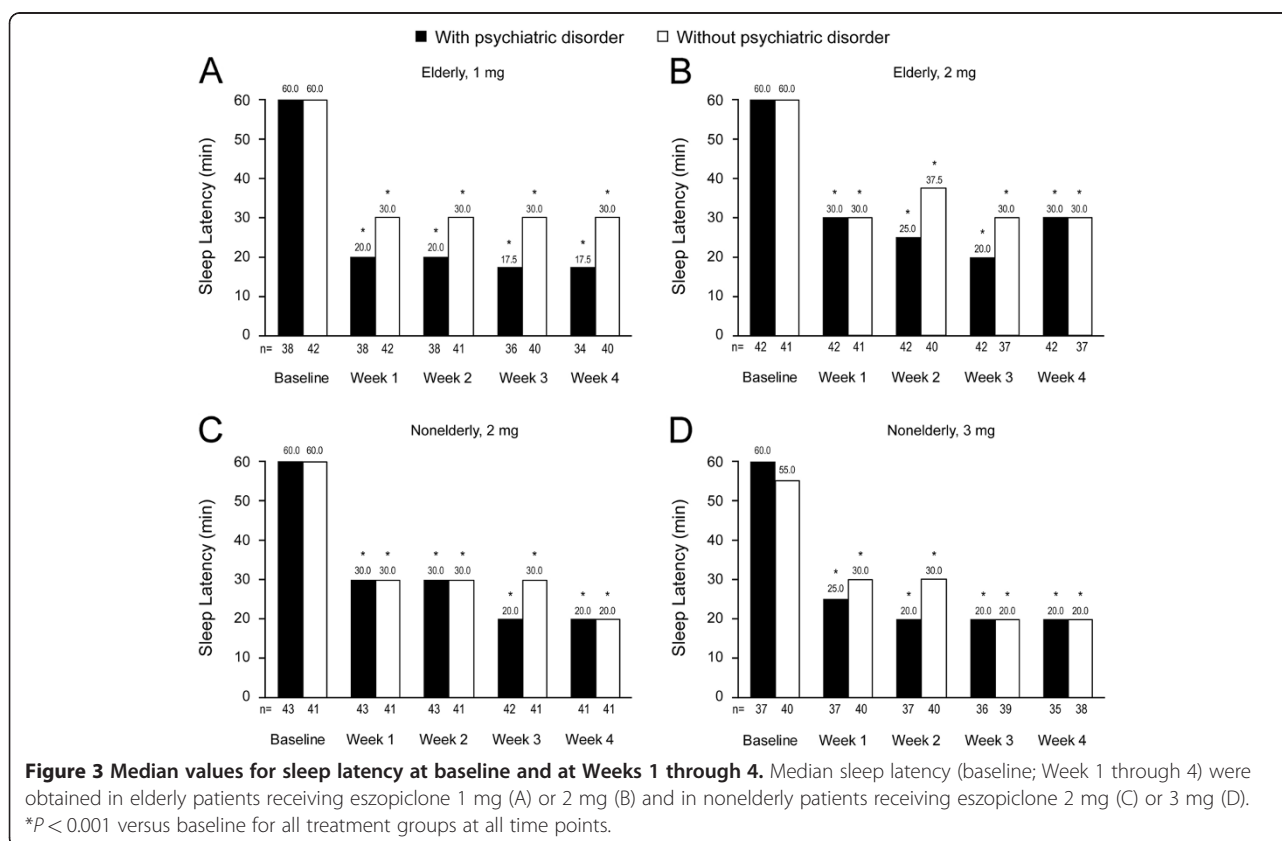 ■ With psychiatric disorder □ Without psychiatric disorder
A
Elderly, 1 mg
Sleep Latency (min)
60
50
40
30
20
10
0
60.0 60.0
* 20.0 * 30.0
* 20.0 * 30.0
* 17.5 * 30.0
* 17.5 * 30.0
n= 38 42 38 42 38 41 36 40 34 40
Baseline Week 1 Week 2 Week 3 Week 4
B
Elderly, 2 mg
Sleep Latency (min)
60
50
40
30
20
10
0
60.0 60.0
* 30.0 * 30.0
* 25.0 * 37.5
* 20.0 * 30.0
* 30.0 * 30.0
n= 42 41 42 41 42 40 42 37 42 37
Baseline Week 1 Week 2 Week 3 Week 4
C
Nonelderly, 2 mg
Sleep Latency (min)
60
50
40
30
20
10
0
60.0 60.0
* 30.0 * 30.0
* 30.0 * 30.0
* 20.0 * 30.0
* 20.0 * 20.0
n= 43 41 43 41 43 41 42 41 41 41
Baseline Week 1 Week 2 Week 3 Week 4
D
Nonelderly, 3 mg
Sleep Latency (min)
60
50
40
30
20
10
0
60.0 55.0
* 25.0 * 30.0
* 20.0 * 30.0
* 20.0 * 20.0
* 20.0 * 20.0
n= 37 40 37 40 37 40 36 39 35 38
Baseline Week 1 Week 2 Week 3 Week 4
Figure 3 Median values for sleep latency at baseline and at Weeks 1 through 4. Median sleep latency (baseline; Week 1 through 4) were
obtained in elderly patients receiving eszopiclone 1 mg (A) or 2 mg (B) and in nonelderly patients receiving eszopiclone 2 mg (C) or 3 mg (D).
*P < 0.001 versus baseline for all treatment groups at all time points.